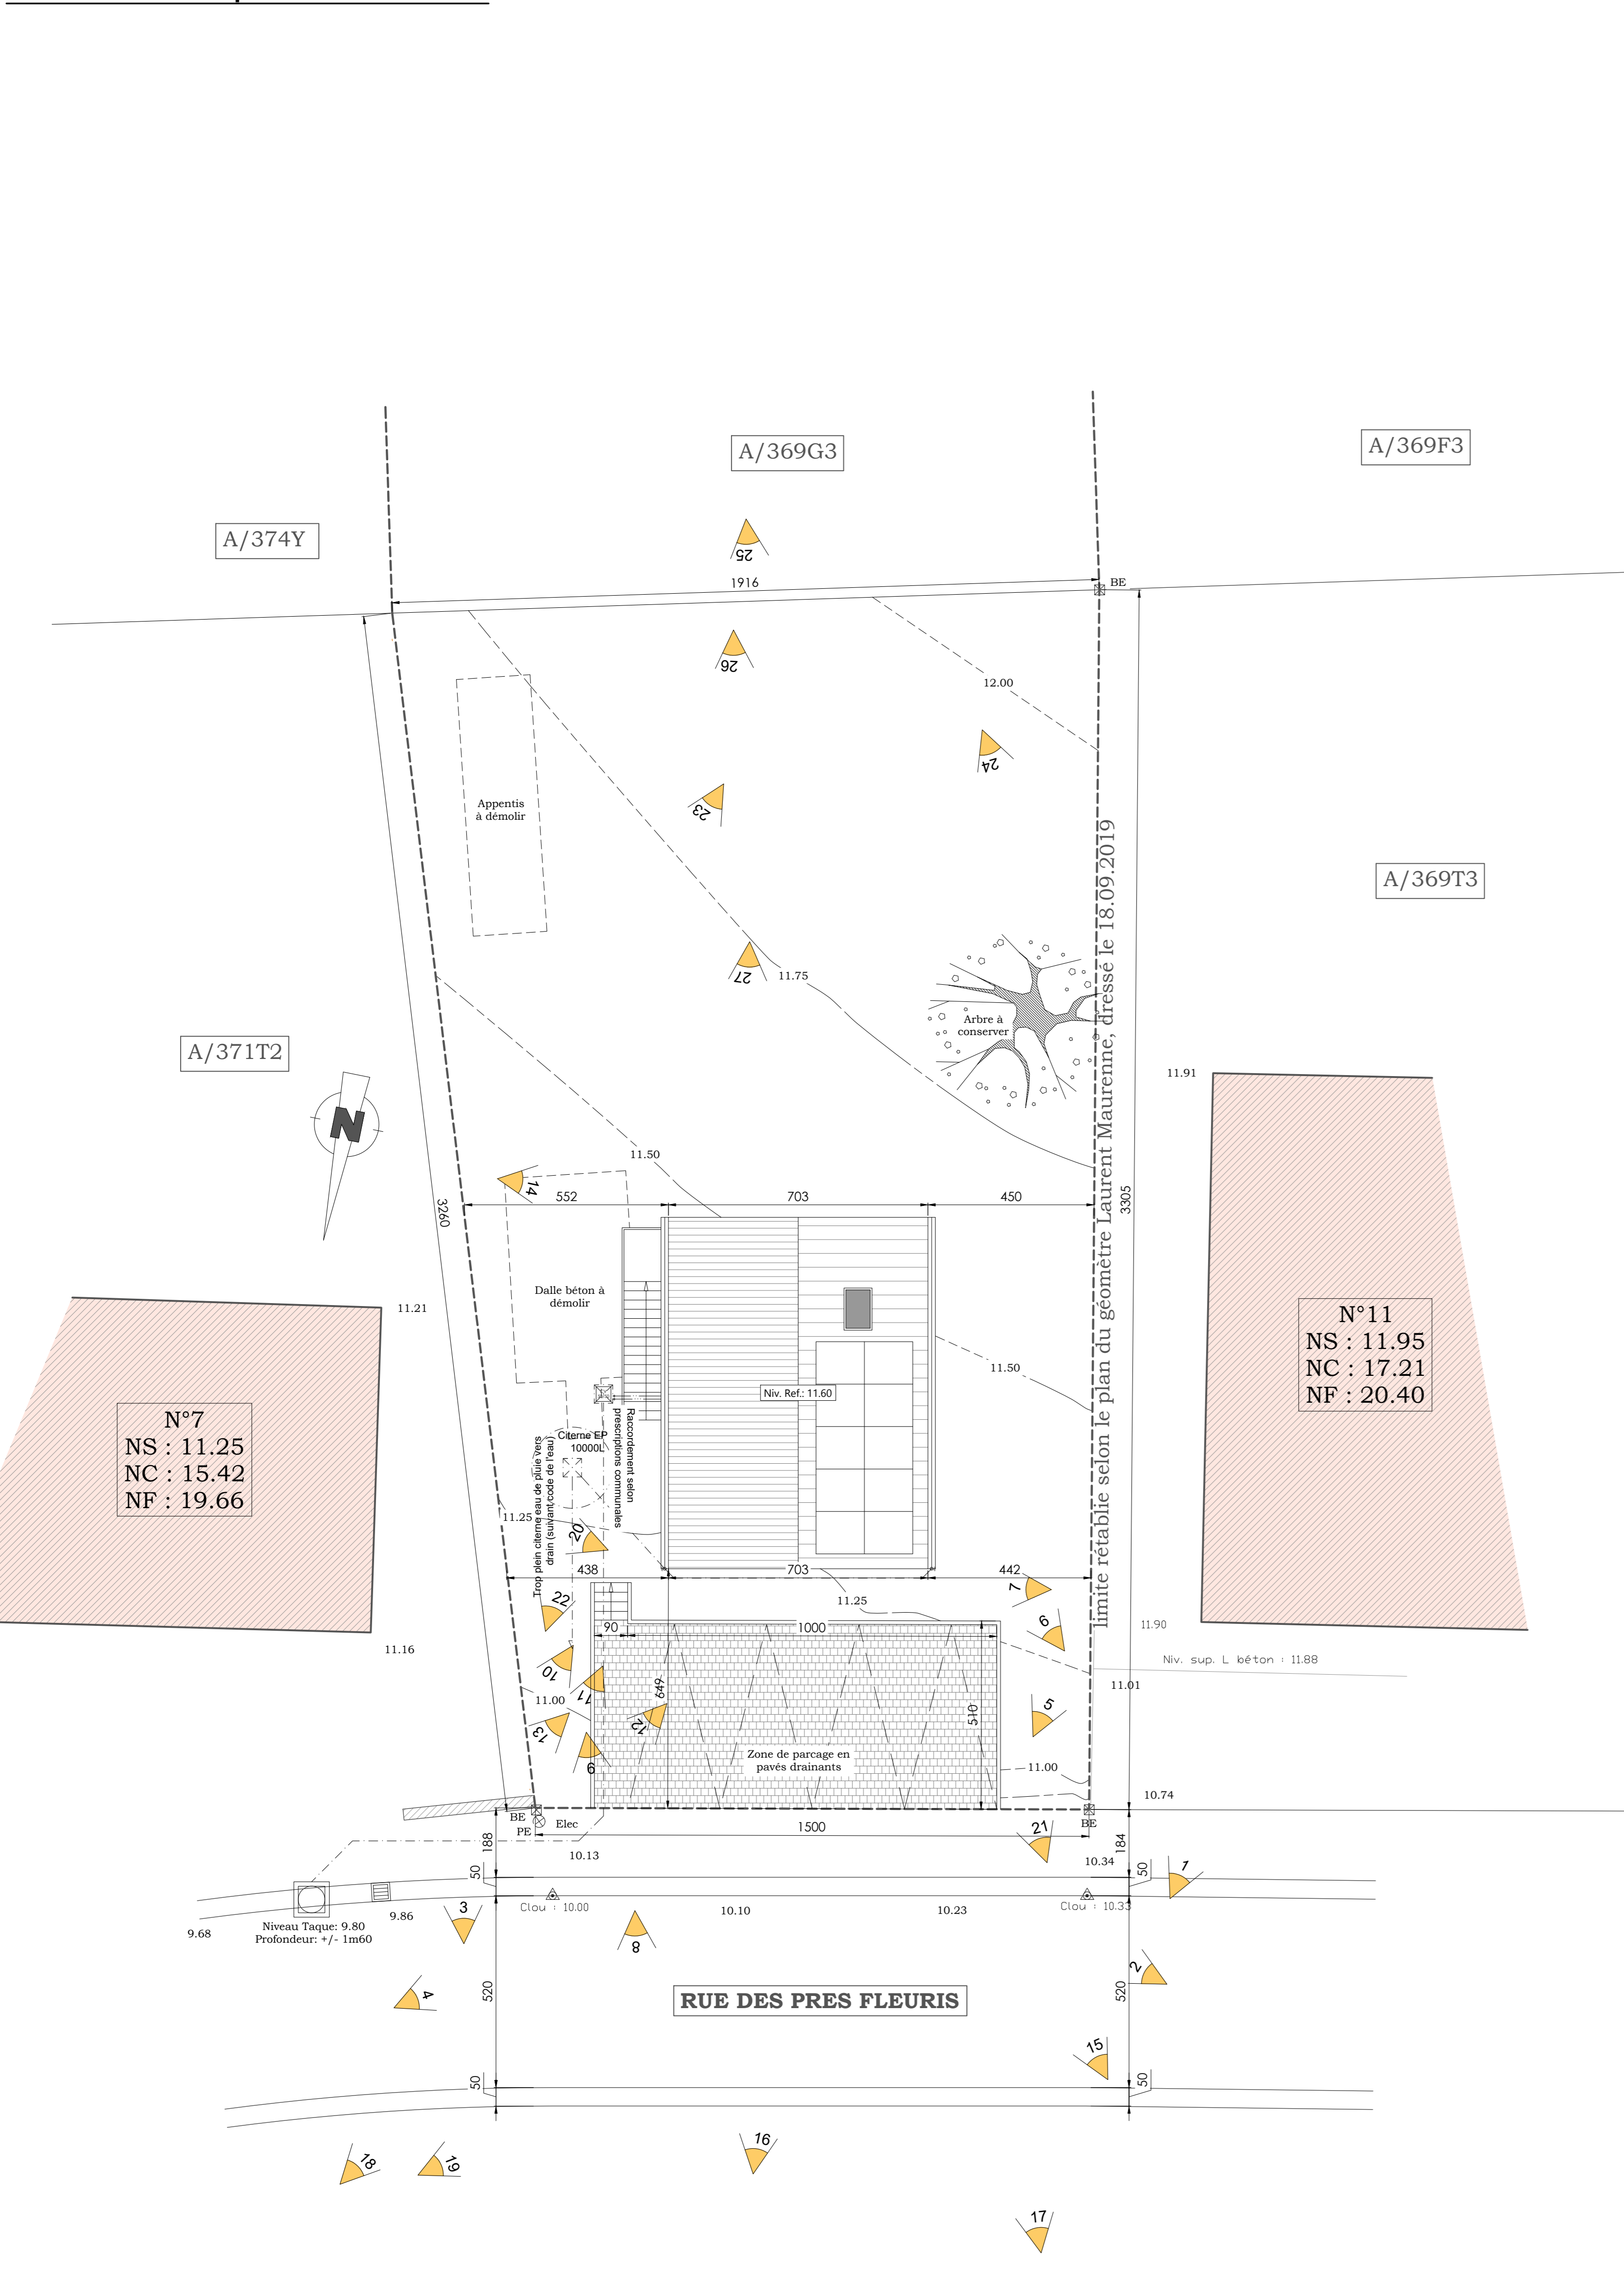 A/369G3
A/369F3
A/374Y
25
1916
BE
26
12.00
24
23
Appentis
à démolir
limite rétablie selon le plan du géomètre Laurent Maurenne, dressé le 18.09.2019
A/369T3
27
11.75
Arbre à
conserver
A/371T2
N
11.91
11.50
14
552
703
450
3305
3260
Dalle béton à
démolir
11.21
N°11
NS : 11.95
NC : 17.21
NF : 20.40
11.50
Niv. Ref.: 11.60
N°7
NS : 11.25
NC : 15.42
NF : 19.66
Raccordement selon
prescriptions communales
Citerne EP
10000L
Trop plein citerne eau de pluie vers
drain (suivant code de l'eau)
11.25
20
438
703
442
7
22
11.25
6
90
1000
11.90
11.16
Niv. sup. L béton : 11.88
10
11
649
11.01
11.00
12
13
5
510
9
Zone de parcage en
pavés drainants
11.00
10.74
BE
PE
Elec
1500
BE
188
21
184
10.13
10.34
50
50
1
3
Clou : 10.00
Clou : 10.33
9.86
10.10
10.23
Niveau Taque: 9.80
Profondeur: +/- 1m60
9.68
8
2
4
520
RUE DES PRES FLEURIS
520
15
50
50
16
18
19
17